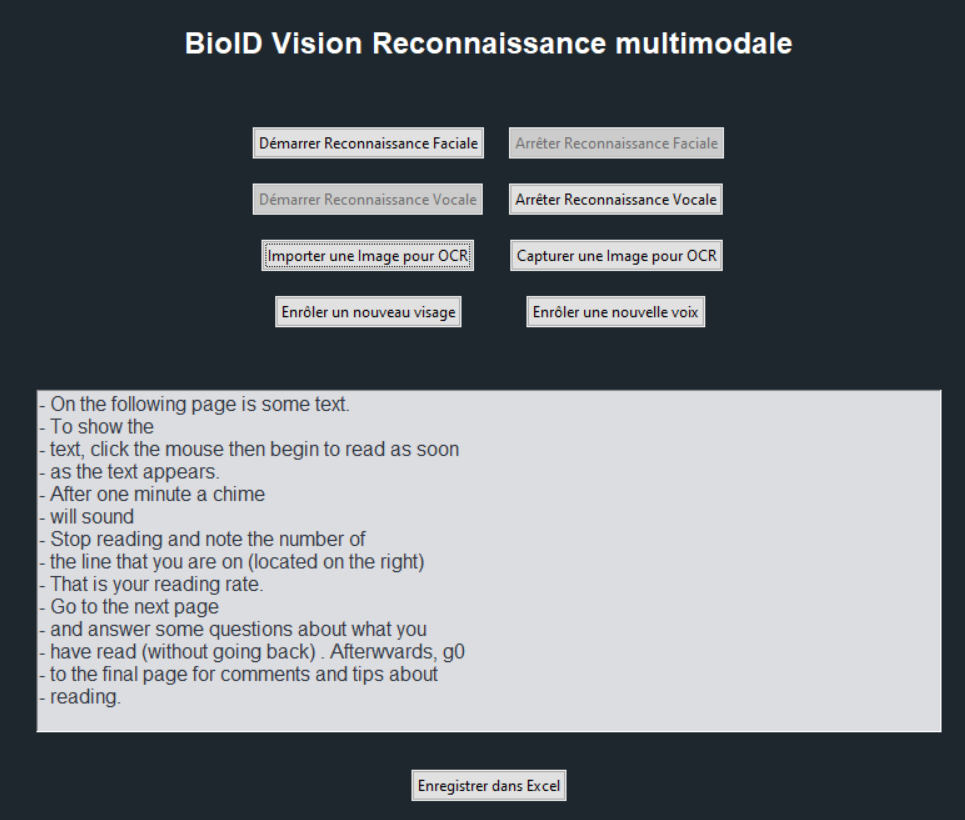 BioID Vision Reconnaissance multimodale
Démarrer Reconnaissance Faciale
Arrêter Reconnaissance Faciale
Démarrer Reconnaissance Vocale
Arrêter Reconnaissance Vocale
Importer une Image pour OCR
Capturer une Image pour OCR
Enrôler un nouveau visage
Enrôler une nouvelle voix
- On the following page is some text.
- To show the
- text, click the mouse then begin to read as soon
- as the text appears.
- After one minute a chime
- will sound
- Stop reading and note the number of
- the line that you are on (located on the right)
- That is your reading rate.
- Go to the next page
- and answer some questions about what you
- have read (without going back) . Afterwvards, g0
- to the final page for comments and tips about
- reading.
Enregistrer dans Excel